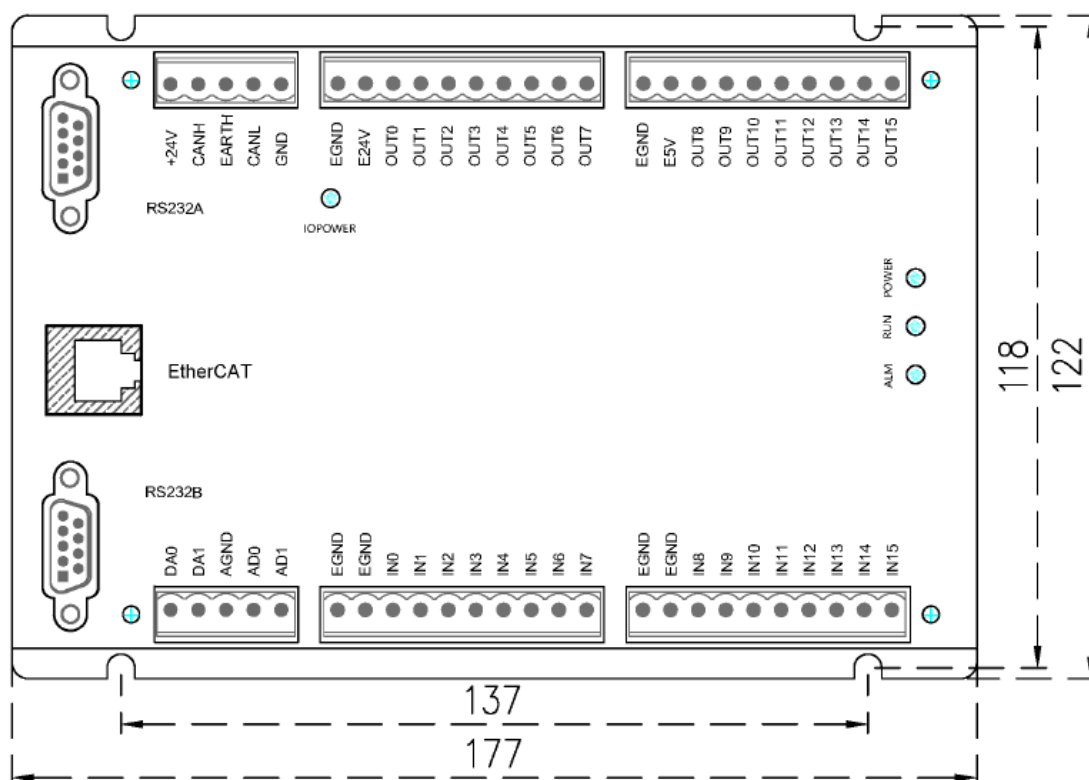 +24V CANH EARTH CANL GND
EGND E24V OUT0 OUT1 OUT2 OUT3 OUT4 OUT5 OUT6 OUT7
EGND E5V OUT8 OUT9 OUT10 OUT11 OUT12 OUT13 OUT14 OUT15
RS232A
IOPOWER
POWER
RUN
ALM
EtherCAT
118
122
RS232B
DA0 DA1 AGND AD0 AD1
EGND EGND IN0 IN1 IN2 IN3 IN4 IN5 IN6 IN7
EGND EGND IN8 IN9 IN10 IN11 IN12 IN13 IN14 IN15
137
177